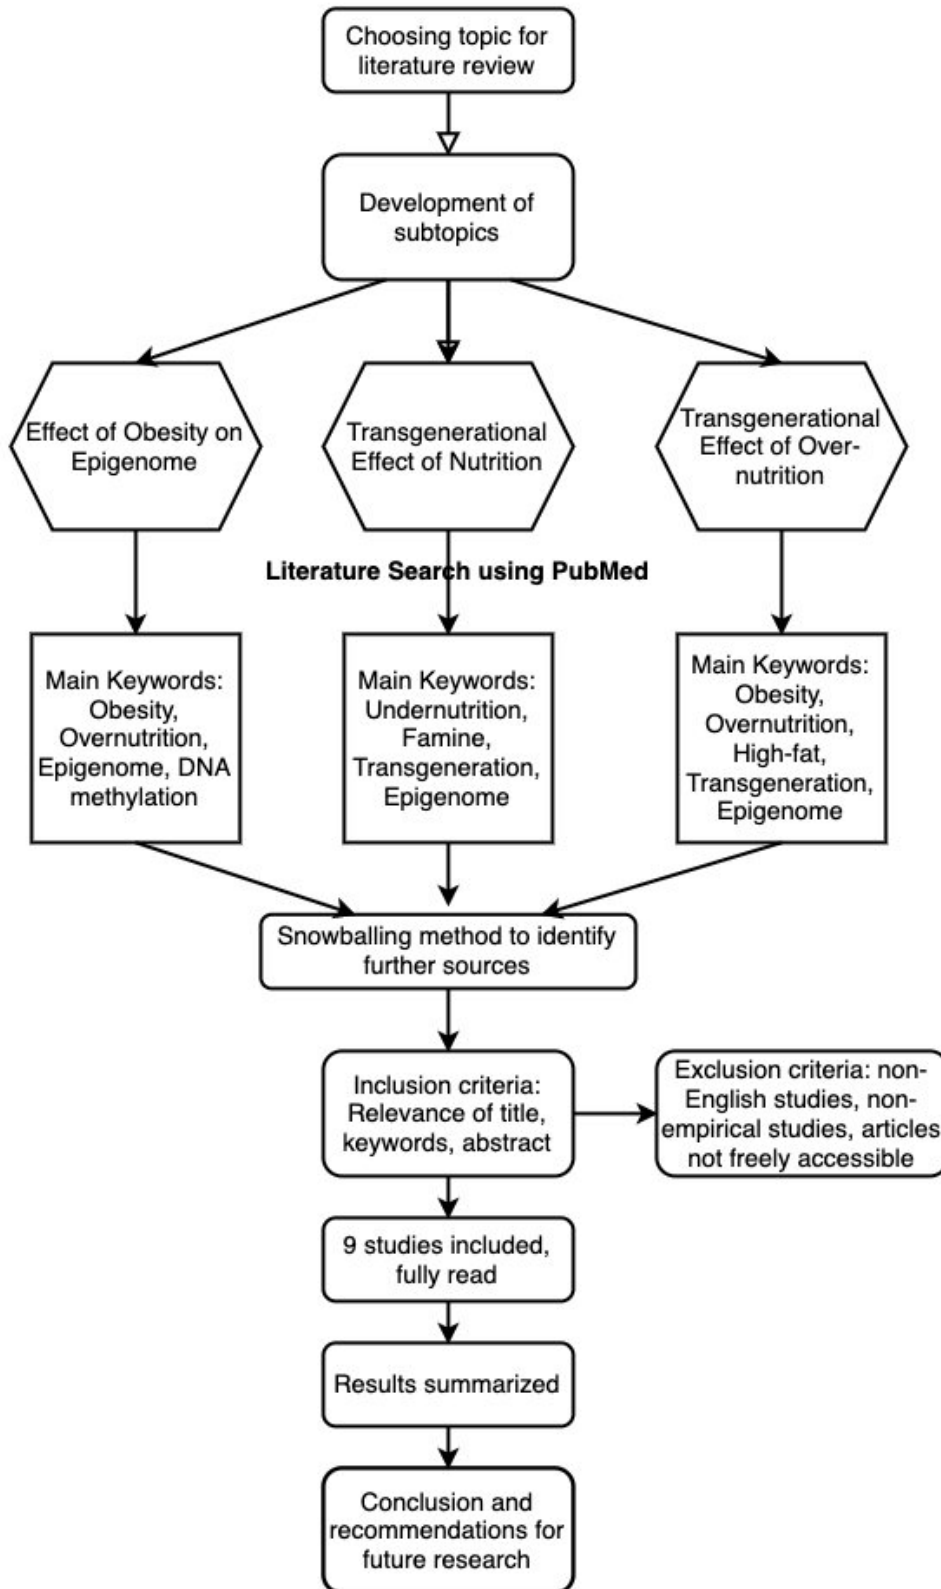 Choosing topic for
literature review
Development of
subtopics
Effect of Obesity on
Epigenome
Transgenerational
Effect of Nutrition
Transgenerational
Effect of Over-
nutrition
Literature Search using PubMed
Main Keywords:
Obesity,
Overnutrition,
Epigenome, DNA
methylation
Main Keywords:
Undernutrition,
Famine,
Transgeneration,
Epigenome
Main Keywords:
Obesity,
Overnutrition,
High-fat,
Transgeneration,
Epigenome
Snowballing method to identify
further sources
Inclusion criteria:
Relevance of title,
keywords, abstract
Exclusion criteria: non-
English studies, non-
empirical studies, articles
not freely accessible
9 studies included,
fully read
Results summarized
Conclusion and
recommendations for
future research